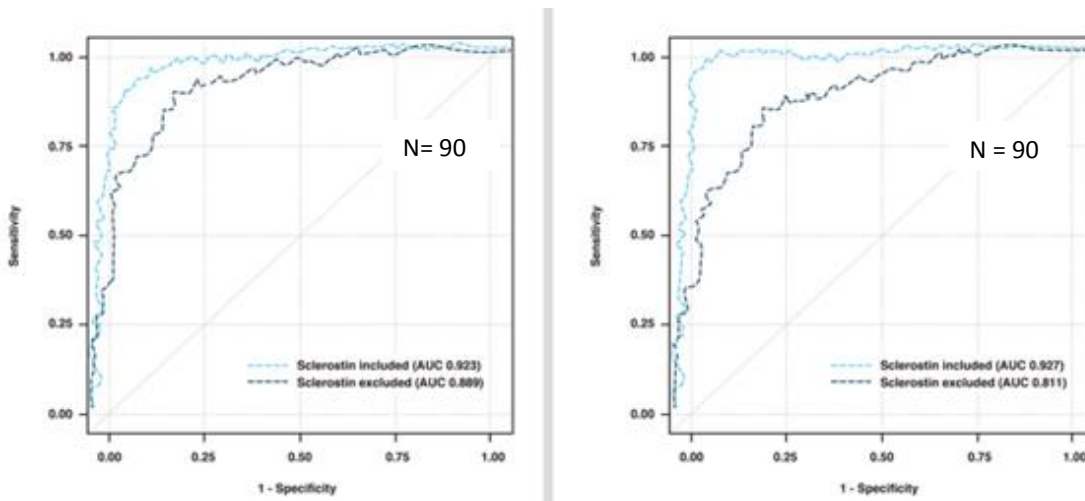 1.00
0.75
0.50
0.25
0.00
Sensitivity
N= 90
Sclerostin included (AUC 0.923)
Sclerostin excluded (AUC 0.889)
0.00 0.25 0.50 0.75 1.00
1 - Specificity
1.00
0.75
0.50
0.25
0.00
Sensitivity
N = 90
Sclerostin included (AUC 0.927)
Sclerostin excluded (AUC 0.811)
0.00 0.25 0.50 0.75 1.00
1 - Specificity